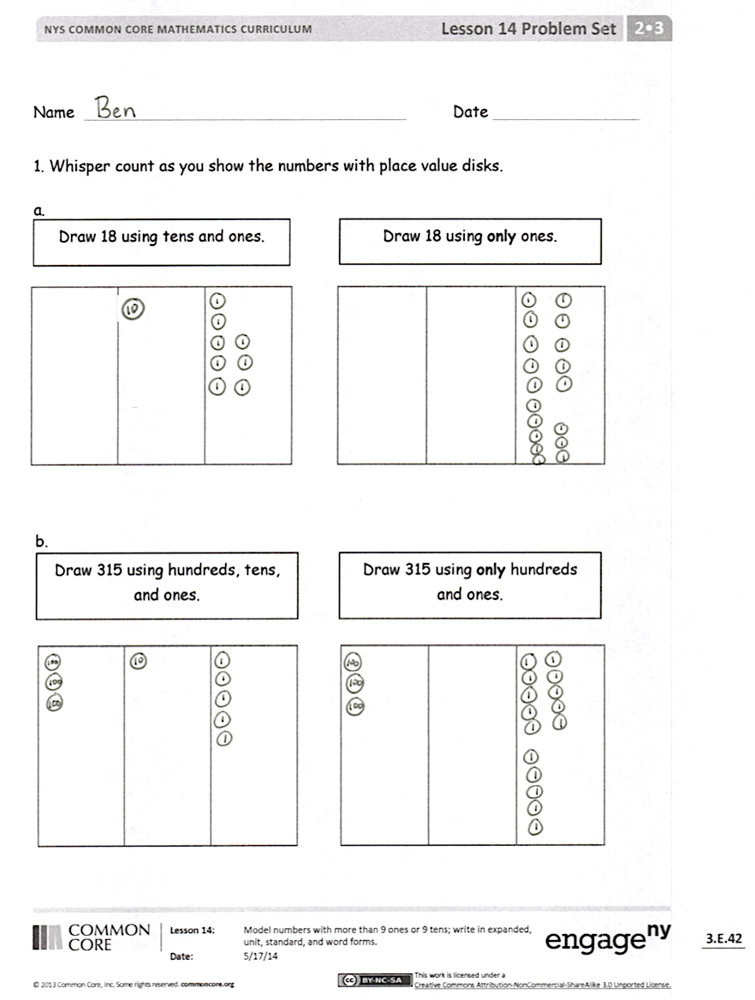 NYS COMMON CORE MATHEMATICS CURRICULUM Lesson 14 Problem Set 2•3
Name Ben Date
1. Whisper count as you show the numbers with place value disks.
a.
Draw 18 using tens and ones. Draw 18 using only ones.
10 1 1 1
1 1 1
1 1 1 1
1 1 1 1
1 1 1 1
1
1 1
1 1
1 1
1
b.
Draw 315 using hundreds, tens, Draw 315 using only hundreds
and ones. and ones.
100 10 1 100 1 1
100 1 100 1 1
100 1 100 1 1
1 1 1
1 1 1
1
1
1
1
1
COMMON CORE
Lesson 14: Model numbers with more than 9 ones or 9 tens; write in expanded,
unit, standard, and word forms.
Date: 5/17/14
engageny
3.E.42
© 2013 Common Core, Inc. Some rights reserved. commoncore.org
cc BY-NC-SA
This work is licensed under a
Creative Commons Attribution-NonCommercial-ShareAlike 3.0 Unported License.